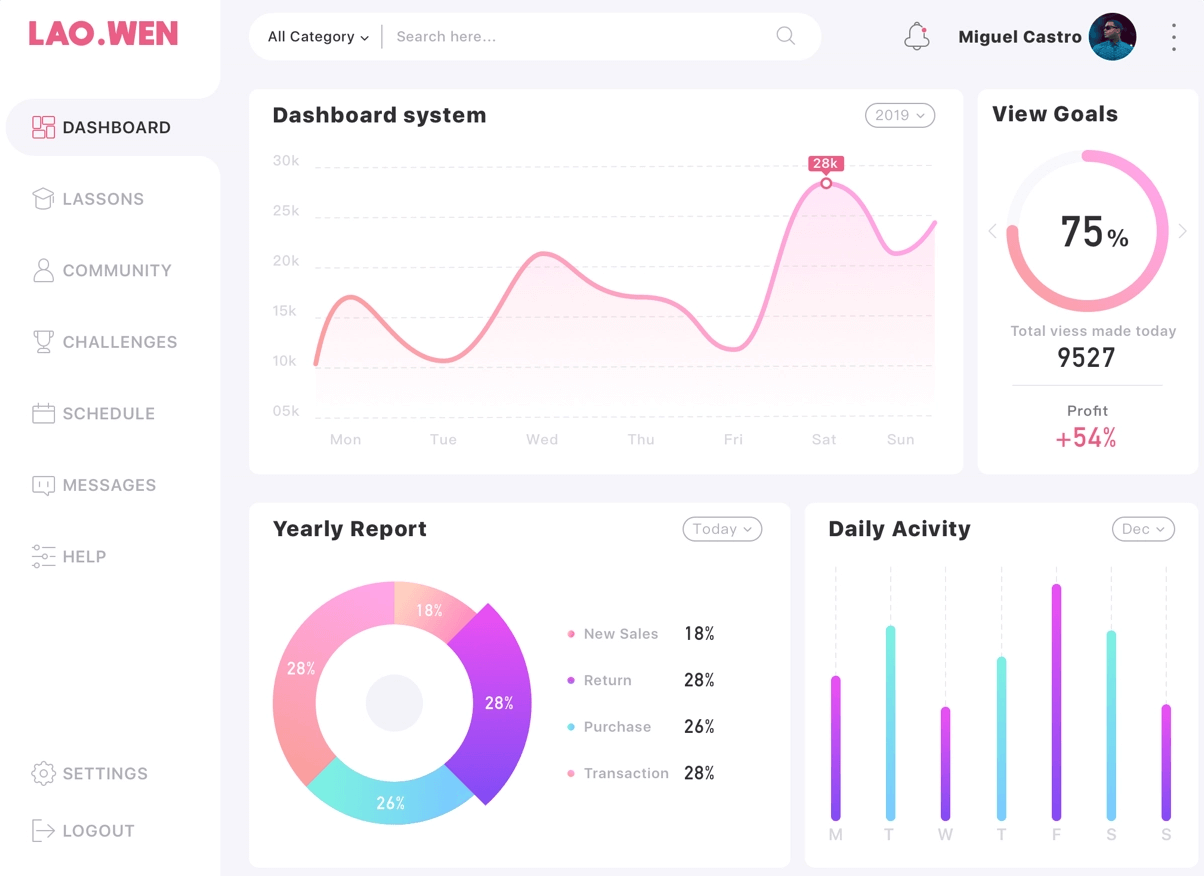 LAO.WEN
All Category
Search here...
Miguel Castro
DASHBOARD
LASSONS
COMMUNITY
CHALLENGES
SCHEDULE
MESSAGES
HELP
SETTINGS
LOGOUT
Dashboard system
2019
30k
25k
20k
15k
10k
05k
28k
Mon Tue Wed Thu Fri Sat Sun
View Goals
75%
Total viess made today
9527
Profit
+54%
Yearly Report
Today
18%
28%
28%
26%
New Sales 18%
Return 28%
Purchase 26%
Transaction 28%
Daily Acivity
Dec
M T W T F S S